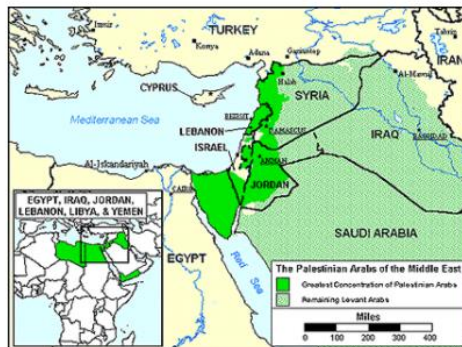 TURKEY
IRAN
Izmir
Konya
Adana
Gaziantep
Tabriz
Halab
Al-Mawsil
CYPRUS
SYRIA
Mediterranean Sea
BEIRUT
LEBANON
DAMASCUS
IRAQ
BAGHDAD
ISRAEL
AMMAN
Al-Iskandariyah
JORDAN
CAIRO
EGYPT, IRAQ, JORDAN,
LEBANON, LIBYA, & YEMEN
SAUDI ARABIA
EGYPT
Red Sea
The Palestinian Arabs of the Middle East
Greatest Concentration of Palestinian Arabs
Remaining Levant Arabs
Miles
0 100 200 300 400